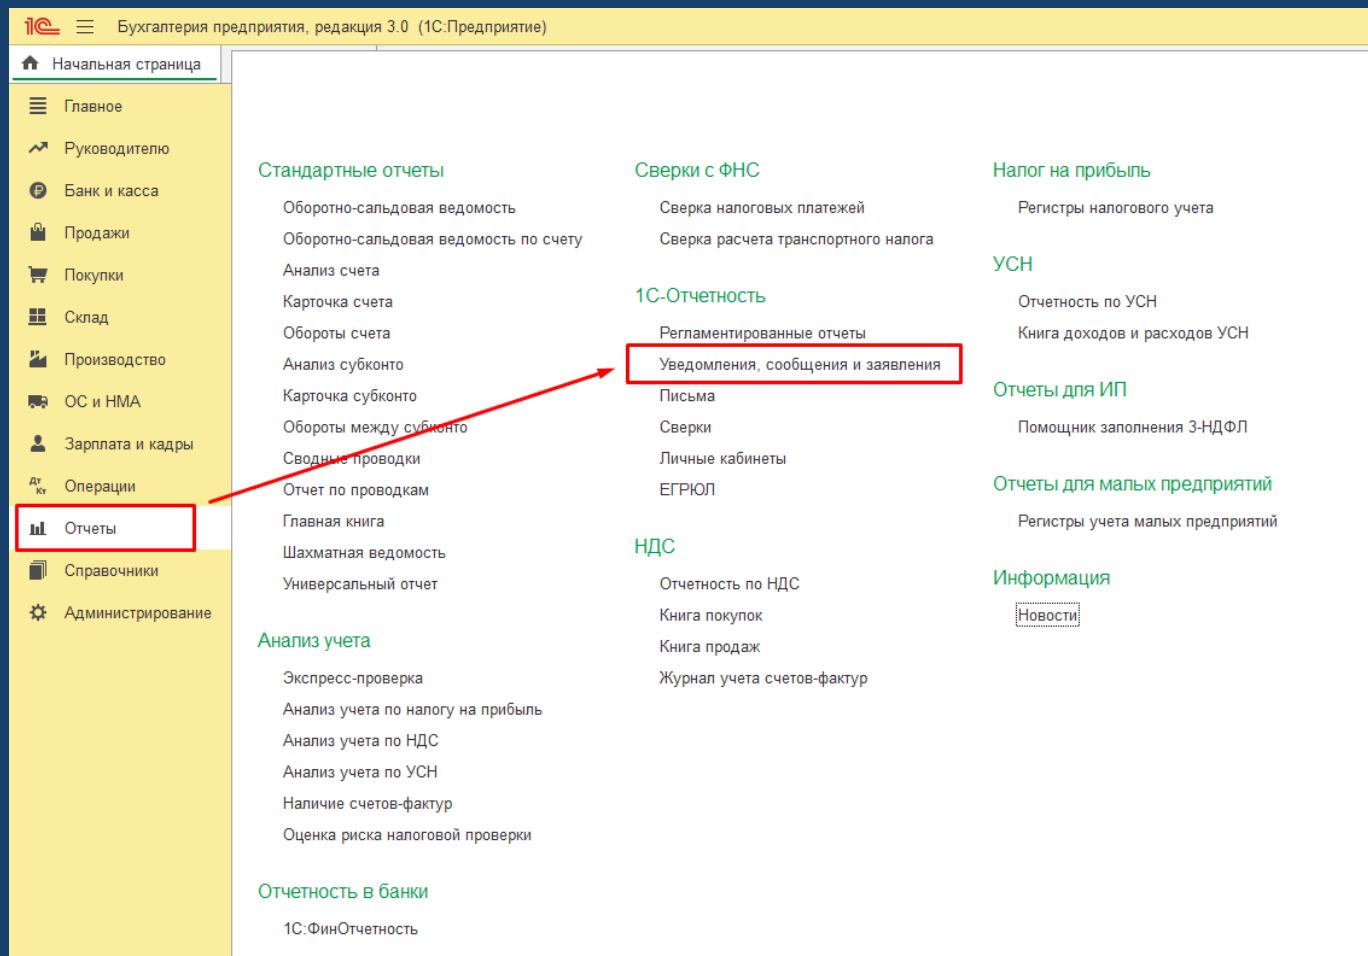 1С Бухгалтерия предприятия, редакция 3.0 (1С:Предприятие)
Начальная страница
Главное
Руководителю
Банк и касса
Продажи
Покупки
Склад
Производство
ОС и НМА
Зарплата и кадры
Дт Кт Операции
Отчеты
Справочники
Администрирование
Стандартные отчеты
Оборотно-сальдовая ведомость
Оборотно-сальдовая ведомость по счету
Анализ счета
Карточка счета
Обороты счета
Анализ субконто
Карточка субконто
Обороты между субконто
Сводные проводки
Отчет по проводкам
Главная книга
Шахматная ведомость
Универсальный отчет
Анализ учета
Экспресс-проверка
Анализ учета по налогу на прибыль
Анализ учета по НДС
Анализ учета по УСН
Наличие счетов-фактур
Оценка риска налоговой проверки
Отчетность в банки
1С:ФинОтчетность
Сверки с ФНС
Сверка налоговых платежей
Сверка расчета транспортного налога
1С-Отчетность
Регламентированные отчеты
Уведомления, сообщения и заявления
Письма
Сверки
Личные кабинеты
ЕГРЮЛ
НДС
Отчетность по НДС
Книга покупок
Книга продаж
Журнал учета счетов-фактур
Налог на прибыль
Регистры налогового учета
УСН
Отчетность по УСН
Книга доходов и расходов УСН
Отчеты для ИП
Помощник заполнения 3-НДФЛ
Отчеты для малых предприятий
Регистры учета малых предприятий
Информация
Новости